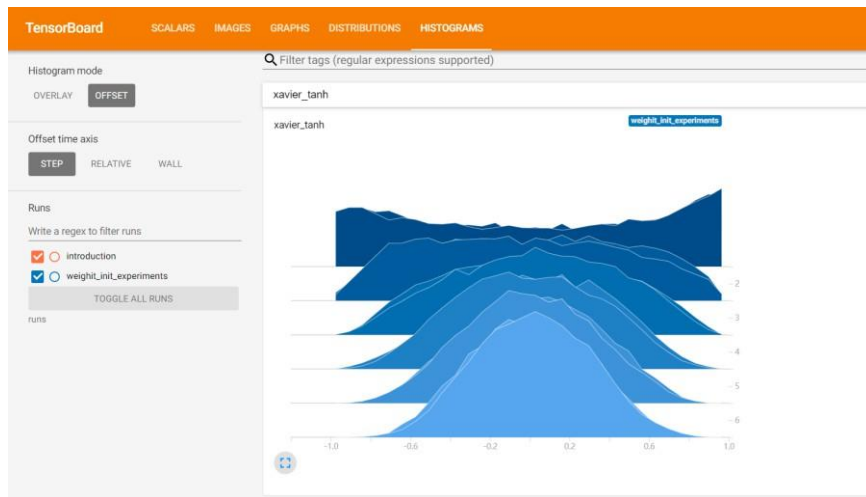 TensorBoard SCALARS IMAGES GRAPHS DISTRIBUTIONS HISTOGRAMS
Histogram mode
OVERLAY OFFSET
Offset time axis
STEP RELATIVE WALL
Runs
Write a regex to filter runs
introduction
weighit_init_experiments
TOGGLE ALL RUNS
runs
Filter tags (regular expressions supported)
xavier_tanh
xavier_tanh weighit_init_experiments
2
3
4
5
6
-1.0 -0.6 -0.2 0.2 0.6 1.0